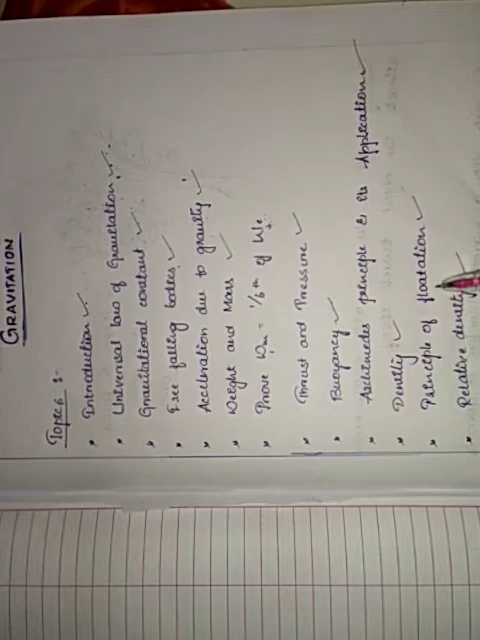 GRAVITATION
Topics :-
* Introduction ✓
* Universal law of Gravitation ✓
* Gravitational constant ✓
* Free falling bodies ✓
* Accelration due to gravity ✓
* Weight and Mass ✓
* Prove Wm = 1/6th of We
* Thrust and Pressure ✓
* Buoyancy ✓
* Archimedes principle & its Application ✓
* Density ✓
* Principle of floatation ✓
* Relative density